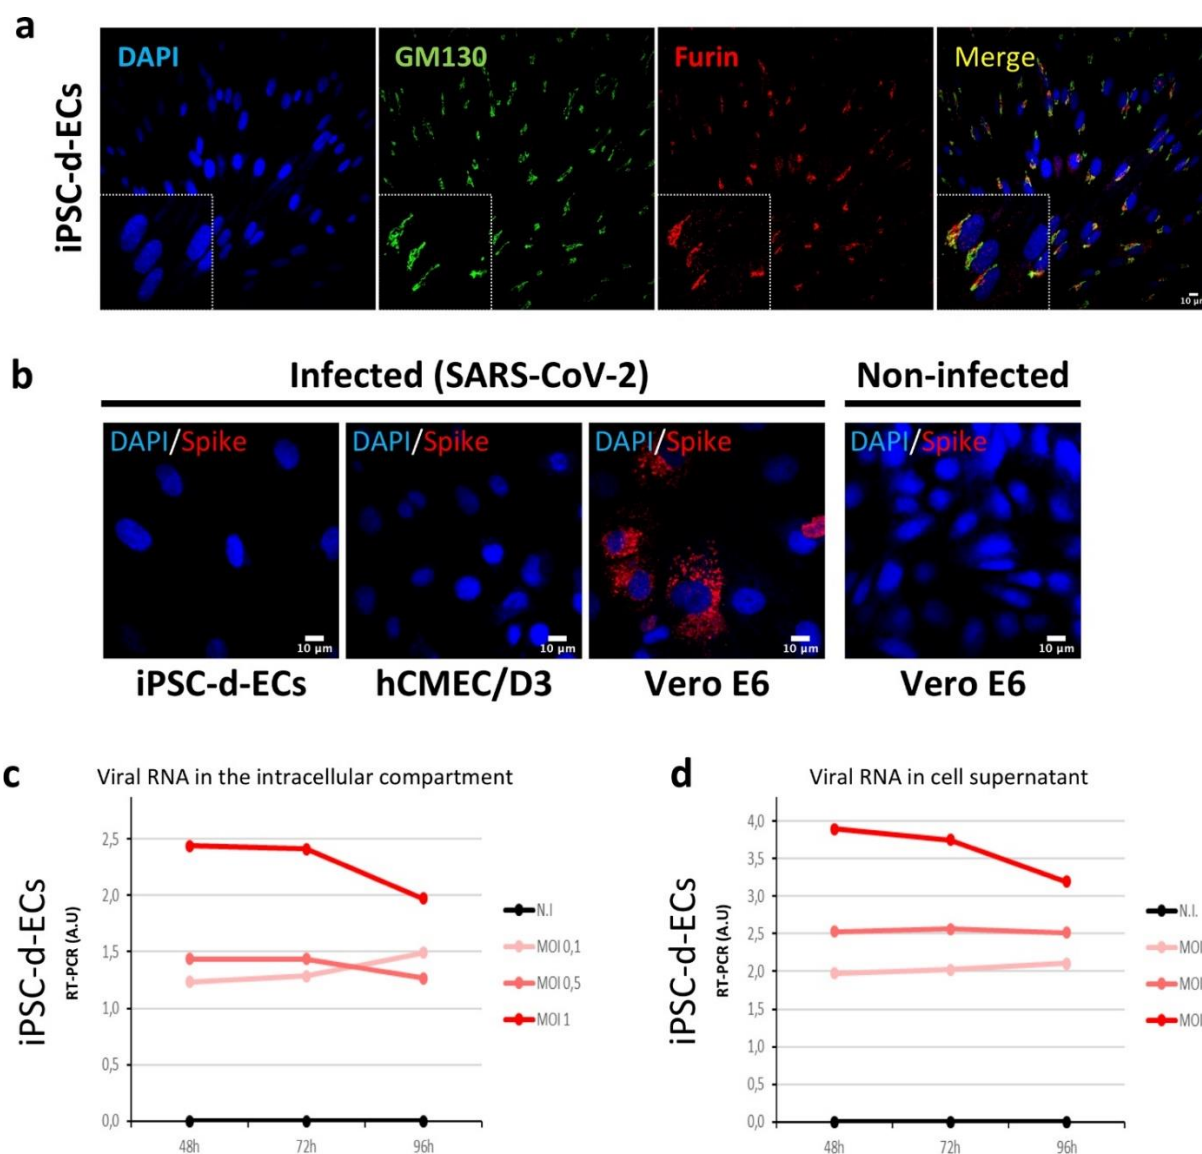 a
iPSC-d-ECs
DAPI
GM130
Furin
Merge
10 µm
b
Infected (SARS-CoV-2)
Non-infected
DAPI/Spike
DAPI/Spike
DAPI/Spike
DAPI/Spike
10 µm
10 µm
10 µm
10 µm
iPSC-d-ECs
hCMEC/D3
Vero E6
Vero E6
c
Viral RNA in the intracellular compartment
iPSC-d-ECs
RT-PCR (A.U)
2,5
2,0
1,5
1,0
0,5
0,0
48h
72h
96h
N.I
MOI 0,1
MOI 0,5
MOI 1
d
Viral RNA in cell supernatant
iPSC-d-ECs
RT-PCR (A.U)
4,0
3,5
3,0
2,5
2,0
1,5
1,0
0,5
0,0
48h
72h
96h
N.I.
MOI
MOI
MOI